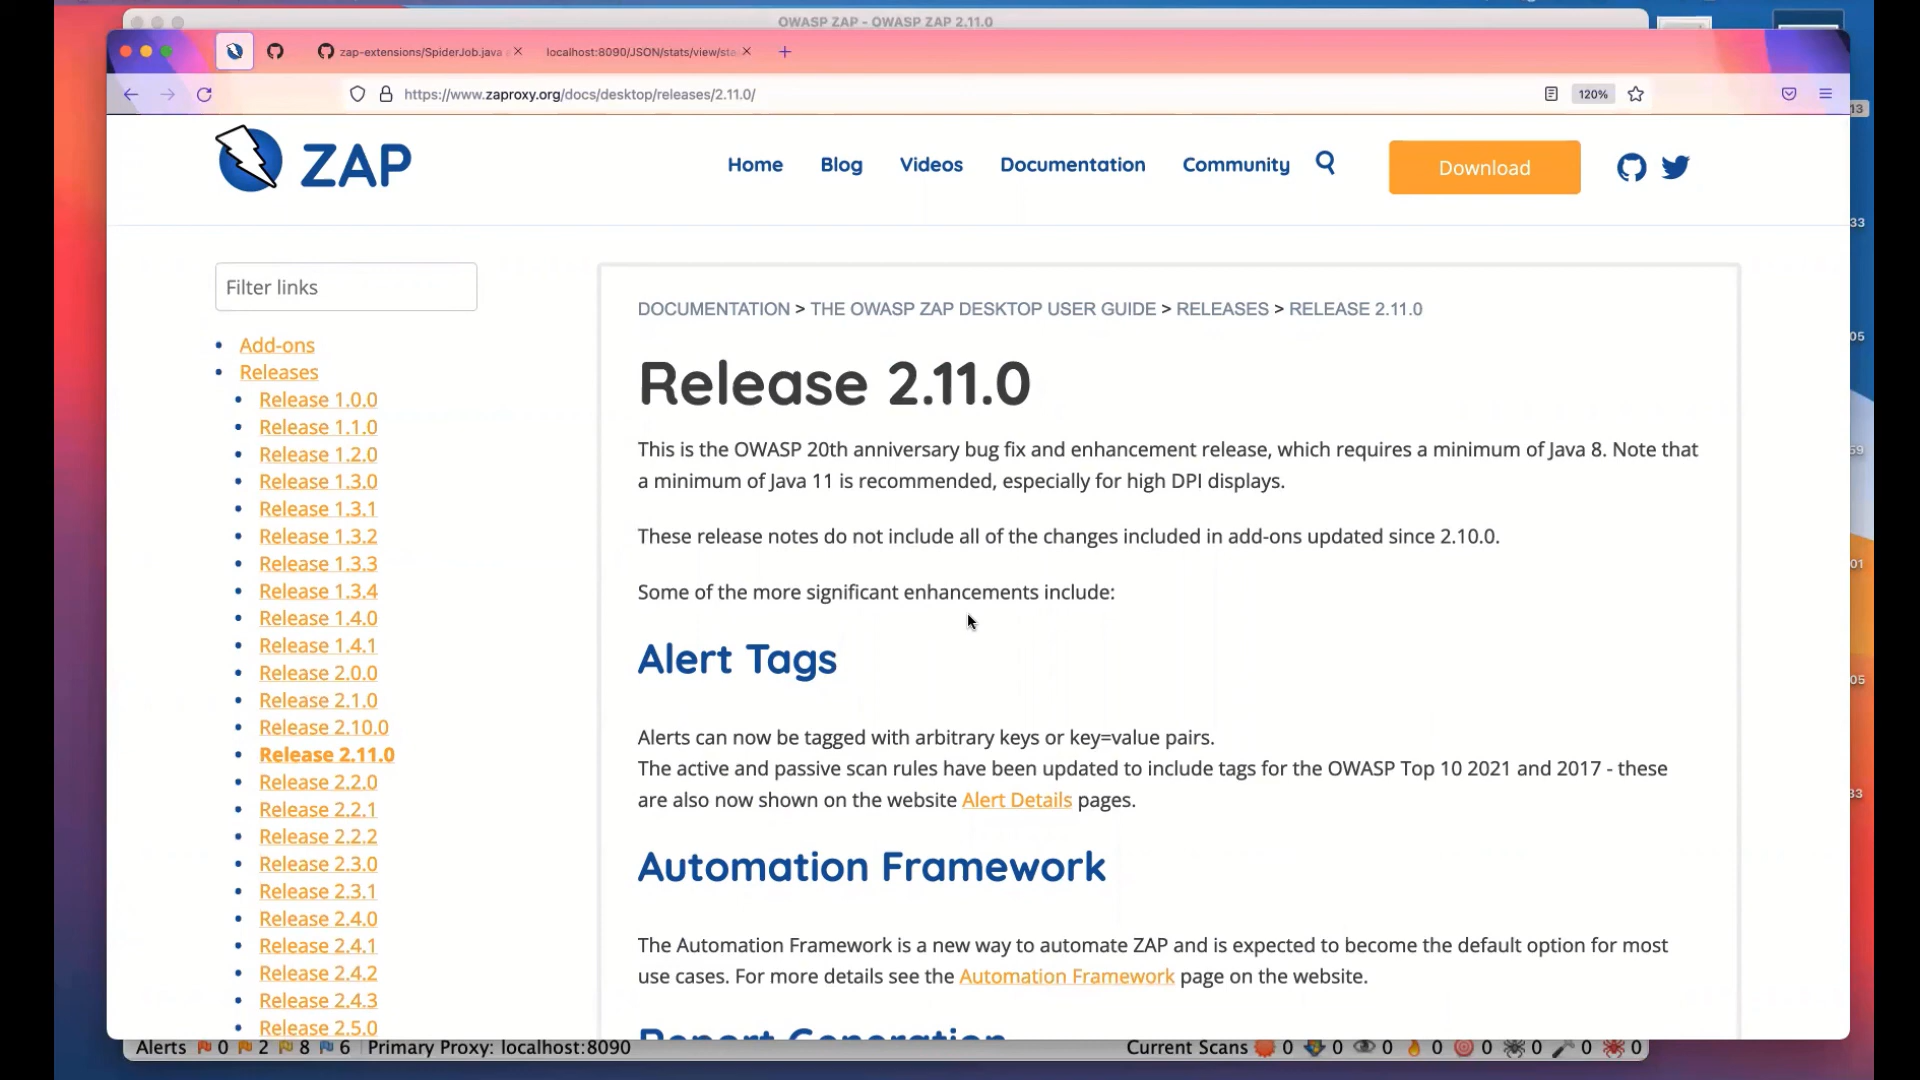 OWASP ZAP - OWASP ZAP 2.11.0
zap-extensions/SpiderJob.java
localhost:8090/JSON/stats/view/sta
https://www.zaproxy.org/docs/desktop/releases/2.11.0/
120%
13
ZAP
Home Blog Videos Documentation Community Download
33
Filter links
DOCUMENTATION > THE OWASP ZAP DESKTOP USER GUIDE > RELEASES > RELEASE 2.11.0
Add-ons
Releases
Release 1.0.0
Release 1.1.0
Release 1.2.0
Release 1.3.0
Release 1.3.1
Release 1.3.2
Release 1.3.3
Release 1.3.4
Release 1.4.0
Release 1.4.1
Release 2.0.0
Release 2.1.0
Release 2.10.0
Release 2.11.0
Release 2.2.0
Release 2.2.1
Release 2.2.2
Release 2.3.0
Release 2.3.1
Release 2.4.0
Release 2.4.1
Release 2.4.2
Release 2.4.3
Release 2.5.0
Release 2.11.0
This is the OWASP 20th anniversary bug fix and enhancement release, which requires a minimum of Java 8. Note that
a minimum of Java 11 is recommended, especially for high DPI displays.
These release notes do not include all of the changes included in add-ons updated since 2.10.0.
Some of the more significant enhancements include:
Alert Tags
Alerts can now be tagged with arbitrary keys or key=value pairs.
The active and passive scan rules have been updated to include tags for the OWASP Top 10 2021 and 2017 - these
are also now shown on the website Alert Details pages.
Automation Framework
The Automation Framework is a new way to automate ZAP and is expected to become the default option for most
use cases. For more details see the Automation Framework page on the website.
Report Generation
05
59
01
05
33
Alerts 0 2 8 6 Primary Proxy: localhost:8090
Current Scans 0 0 0 0 0 0 0 0